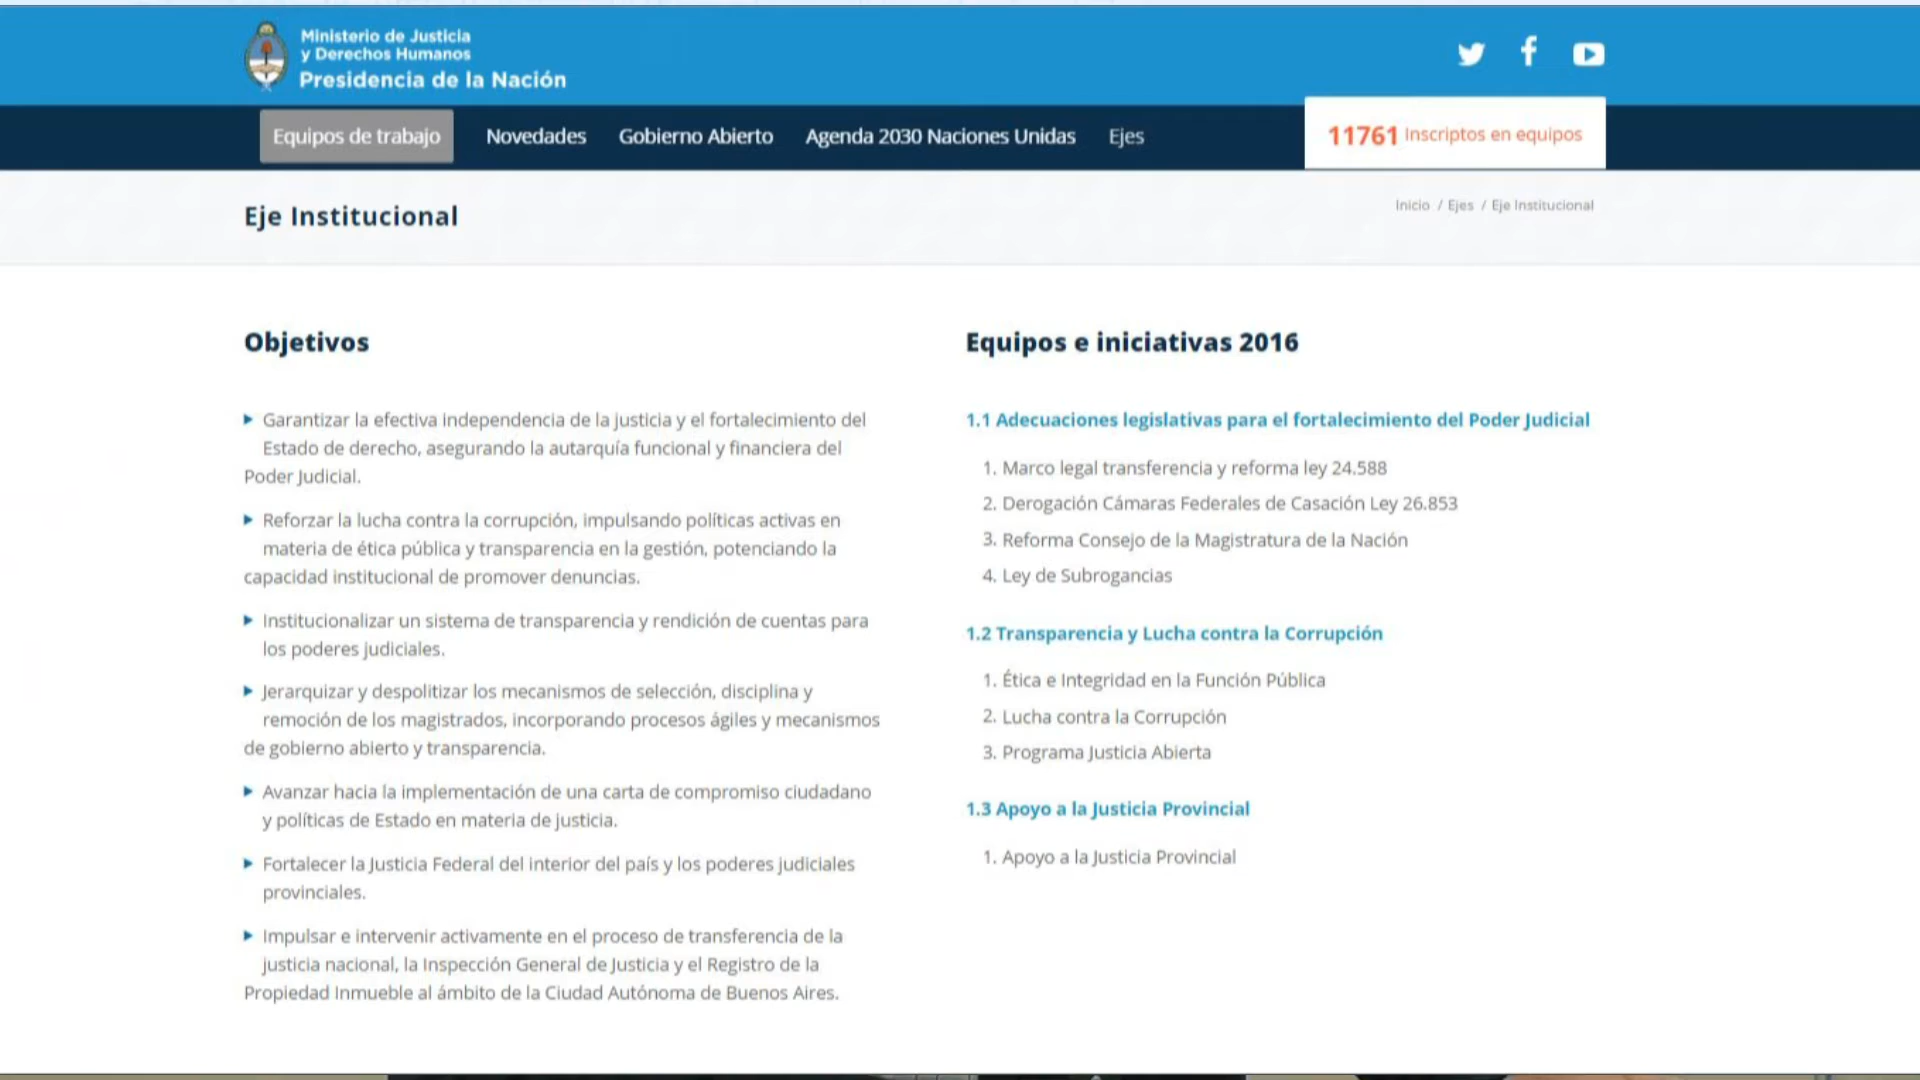 Ministerio de Justicia
y Derechos Humanos
Presidencia de la Nación
Equipos de trabajo
Novedades
Gobierno Abierto
Agenda 2030 Naciones Unidas
Ejes
11761 Inscriptos en equipos
Eje Institucional
Inicio / Ejes / Eje Institucional
Objetivos
Garantizar la efectiva independencia de la justicia y el fortalecimiento del
Estado de derecho, asegurando la autarquía funcional y financiera del
Poder Judicial.
Reforzar la lucha contra la corrupción, impulsando políticas activas en
materia de ética pública y transparencia en la gestión, potenciando la
capacidad institucional de promover denuncias.
Institucionalizar un sistema de transparencia y rendición de cuentas para
los poderes judiciales.
Jerarquizar y despolitizar los mecanismos de selección, disciplina y
remoción de los magistrados, incorporando procesos ágiles y mecanismos
de gobierno abierto y transparencia.
Avanzar hacia la implementación de una carta de compromiso ciudadano
y políticas de Estado en materia de justicia.
Fortalecer la Justicia Federal del interior del país y los poderes judiciales
provinciales.
Impulsar e intervenir activamente en el proceso de transferencia de la
justicia nacional, la Inspección General de Justicia y el Registro de la
Propiedad Inmueble al ámbito de la Ciudad Autónoma de Buenos Aires.
Equipos e iniciativas 2016
1.1 Adecuaciones legislativas para el fortalecimiento del Poder Judicial
1. Marco legal transferencia y reforma ley 24.588
2. Derogación Cámaras Federales de Casación Ley 26.853
3. Reforma Consejo de la Magistratura de la Nación
4. Ley de Subrogancias
1.2 Transparencia y Lucha contra la Corrupción
1. Ética e Integridad en la Función Pública
2. Lucha contra la Corrupción
3. Programa Justicia Abierta
1.3 Apoyo a la Justicia Provincial
1. Apoyo a la Justicia Provincial